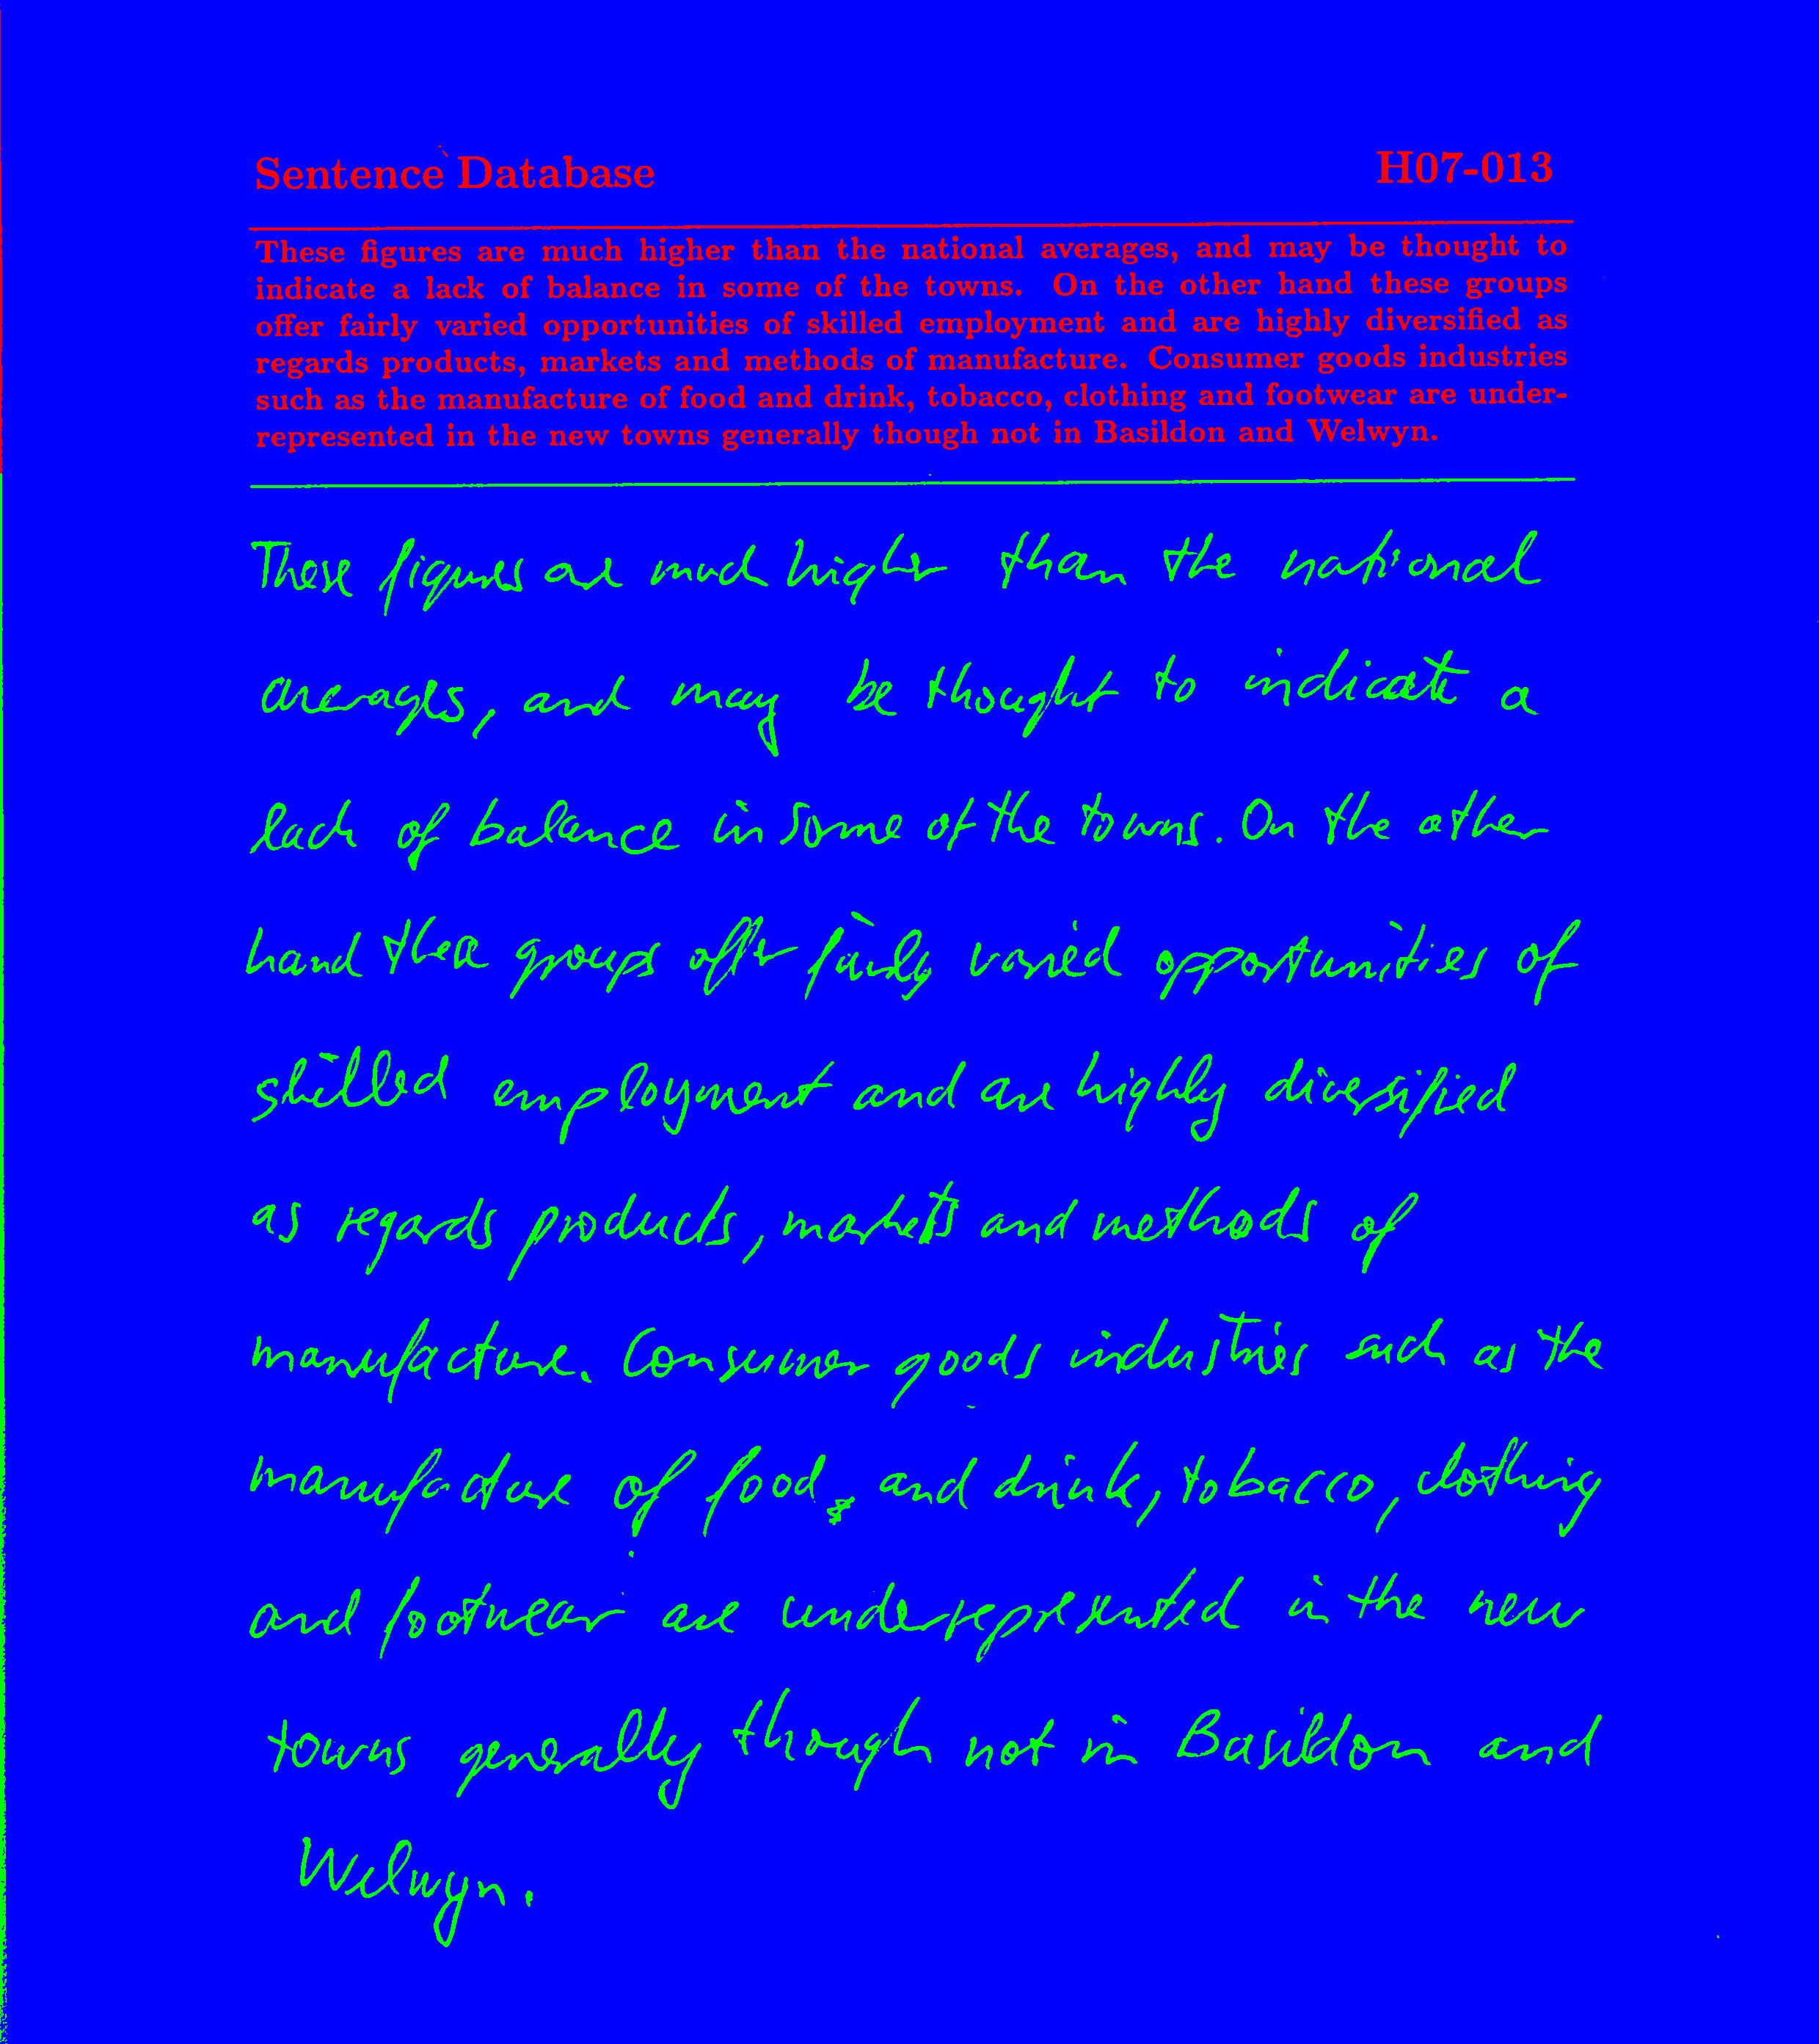 Sentence Database H07-013
These figures are much higher than the national averages, and may be thought to
indicate a lack of balance in some of the towns. On the other hand these groups
offer fairly varied opportunities of skilled employment and are highly diversified as
regards products, markets and methods of manufacture. Consumer goods industries
such as the manufacture of food and drink, tobacco, clothing and footwear are under-
represented in the new towns generally though not in Basildon and Welwyn.
These figures are much higher than the national
averages, and may be thought to indicate a
lack of balance in some of the towns. On the other
hand these groups offer fairly varied opportunities of
skilled employment and are highly diversified
as regards products, markets and methods of
manufacture. Consumer goods industries such as the
manufacture of food, and drink, tobacco, clothing
and footwear are underrepresented in the new
towns generally though not in Basildon and
Welwyn.